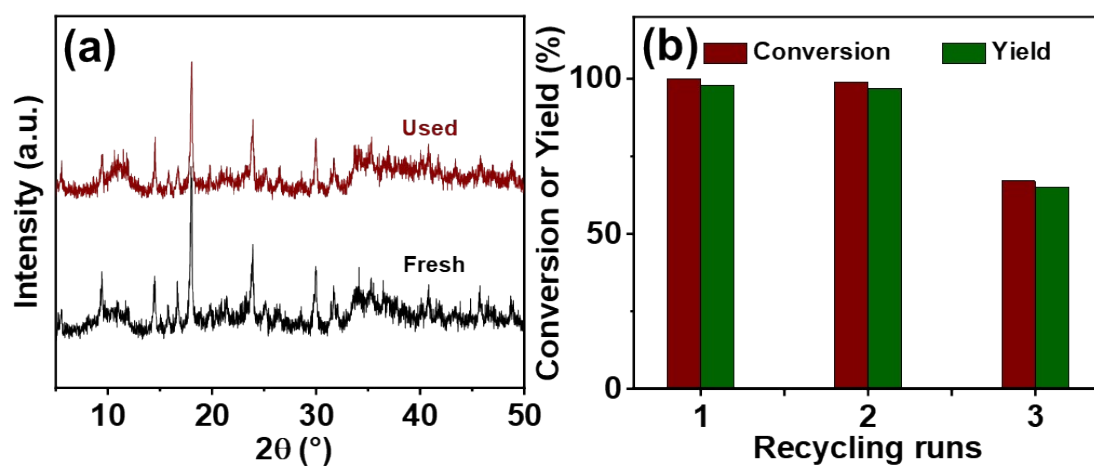 (a)
Used
Fresh
Intensity (a.u.)
10 20 30 40 50
2θ (°)
(b)
Conversion Yield
Conversion or Yield (%)
100
50
0
1 2 3
Recycling runs